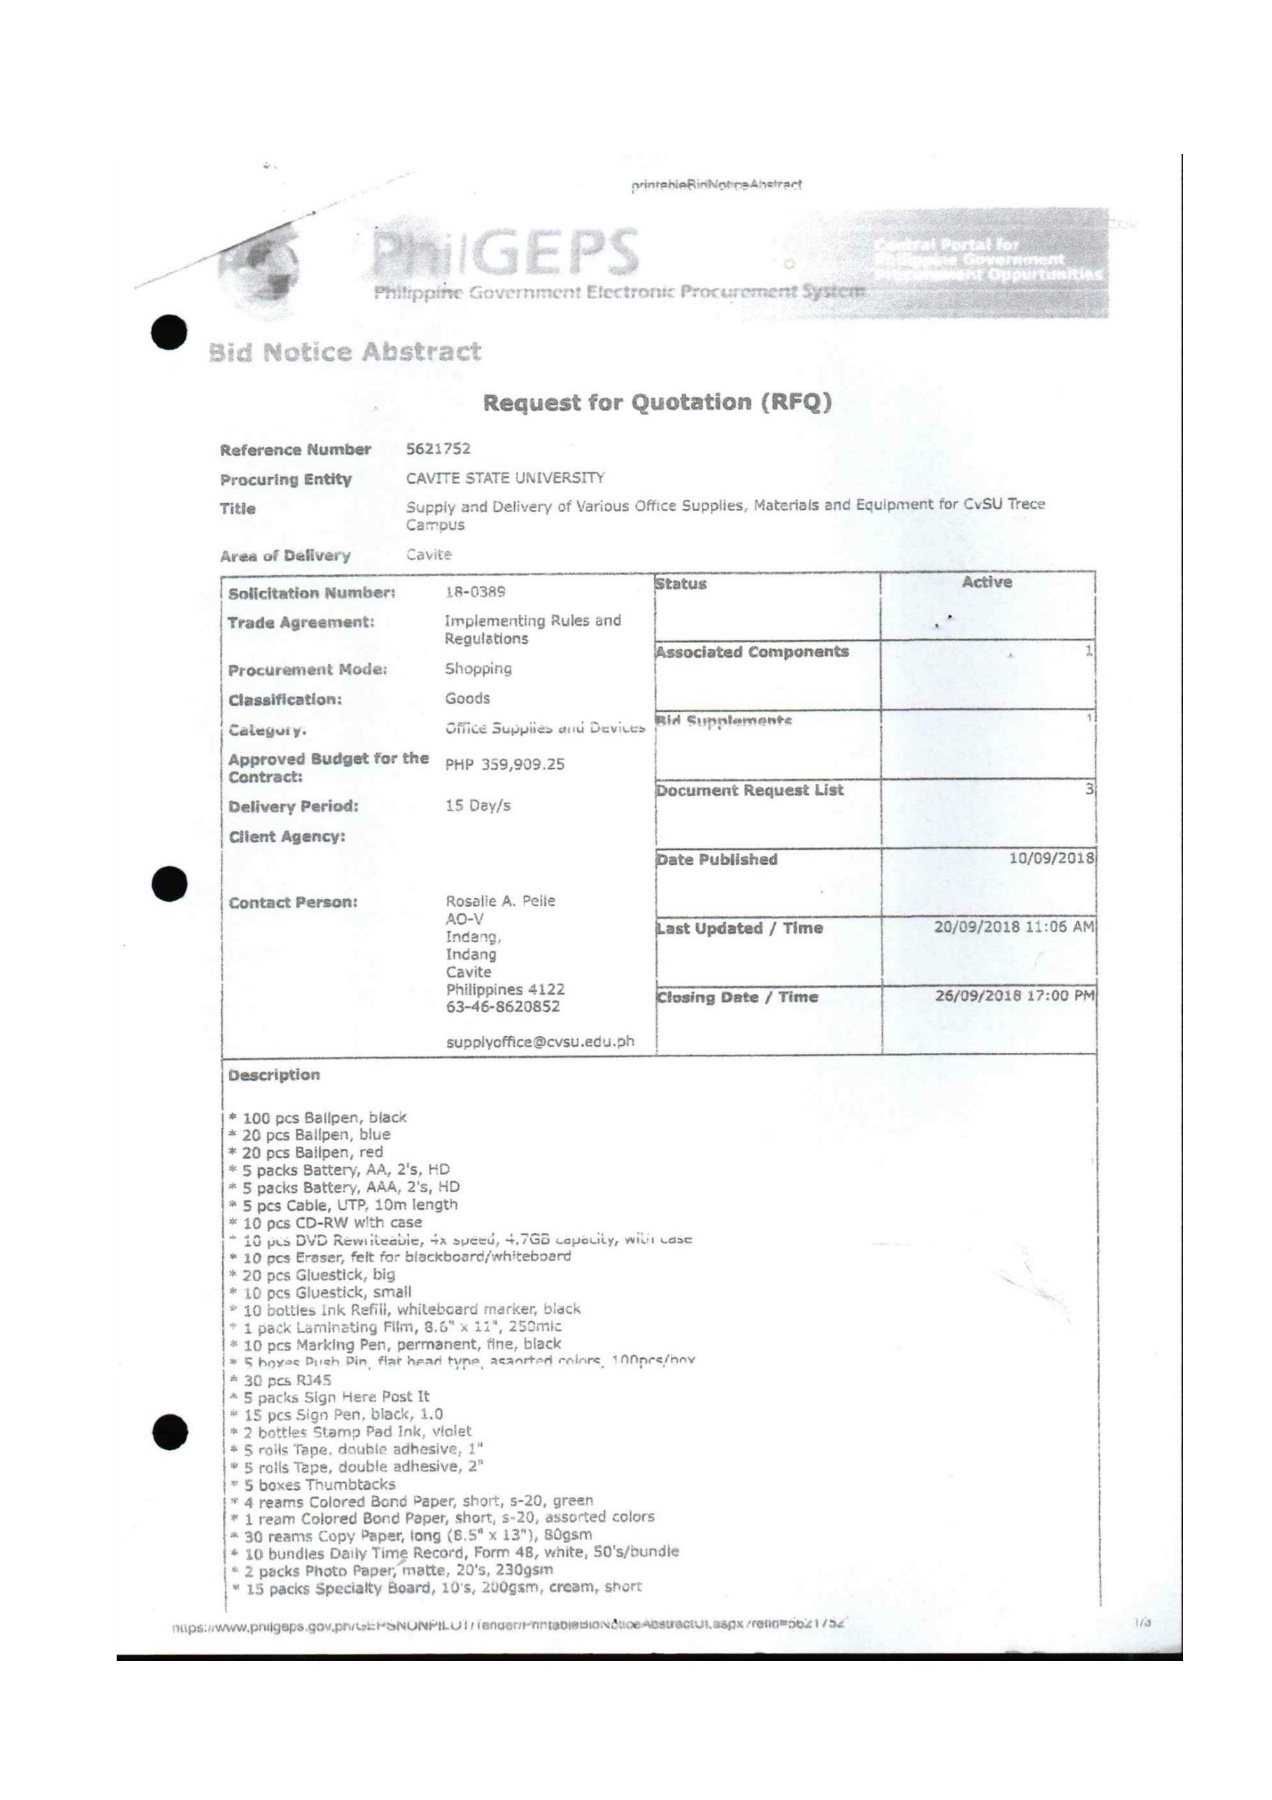 printableBidNoticeAbstract
PhilGEPS
Philippine Government Electronic Procurement System
Central Portal for
Philippine Government
Procurement Oppurtunities
Bid Notice Abstract
Request for Quotation (RFQ)
Reference Number 5621752
Procuring Entity CAVITE STATE UNIVERSITY
Title Supply and Delivery of Various Office Supplies, Materials and Equipment for CvSU Trece
Campus
Area of Delivery Cavite
Solicitation Number: 18-0389
Trade Agreement: Implementing Rules and
Regulations
Procurement Mode: Shopping
Classification: Goods
Category: Office Supplies and Devices
Approved Budget for the
Contract: PHP 359,909.25
Delivery Period: 15 Day/s
Client Agency:
Contact Person: Rosalie A. Pelle
AO-V
Indang,
Indang
Cavite
Philippines 4122
63-46-8620852
supplyoffice@cvsu.edu.ph
Status Active
Associated Components 1
Bid Supplements 1
Document Request List 3
Date Published 10/09/2018
Last Updated / Time 20/09/2018 11:06 AM
Closing Date / Time 26/09/2018 17:00 PM
Description
* 100 pcs Ballpen, black
* 20 pcs Ballpen, blue
* 20 pcs Ballpen, red
* 5 packs Battery, AA, 2's, HD
* 5 packs Battery, AAA, 2's, HD
* 5 pcs Cable, UTP, 10m length
* 10 pcs CD-RW with case
* 10 pcs DVD Rewriteable, 4x speed, 4.7GB capacity, with case
* 10 pcs Eraser, felt for blackboard/whiteboard
* 20 pcs Gluestick, big
* 10 pcs Gluestick, small
* 10 bottles Ink Refill, whiteboard marker, black
* 1 pack Laminating Film, 8.6" x 11", 250mic
* 10 pcs Marking Pen, permanent, fine, black
* 5 boxes Push Pin, flat head type, assorted colors, 100pcs/box
* 30 pcs RJ45
* 5 packs Sign Here Post It
* 15 pcs Sign Pen, black, 1.0
* 2 bottles Stamp Pad Ink, violet
* 5 rolls Tape, double adhesive, 1"
* 5 rolls Tape, double adhesive, 2"
* 5 boxes Thumbtacks
* 4 reams Colored Bond Paper, short, s-20, green
* 1 ream Colored Bond Paper, short, s-20, assorted colors
* 30 reams Copy Paper, long (8.5" x 13"), 80gsm
* 10 bundles Daily Time Record, Form 48, white, 50's/bundle
* 2 packs Photo Paper, matte, 20's, 230gsm
* 15 packs Specialty Board, 10's, 200gsm, cream, short
https://www.philgeps.gov.ph/GEPSNONPILOT/Tender/PrintableBidNoticeAbstractUI.aspx?refid=5621752 1/3